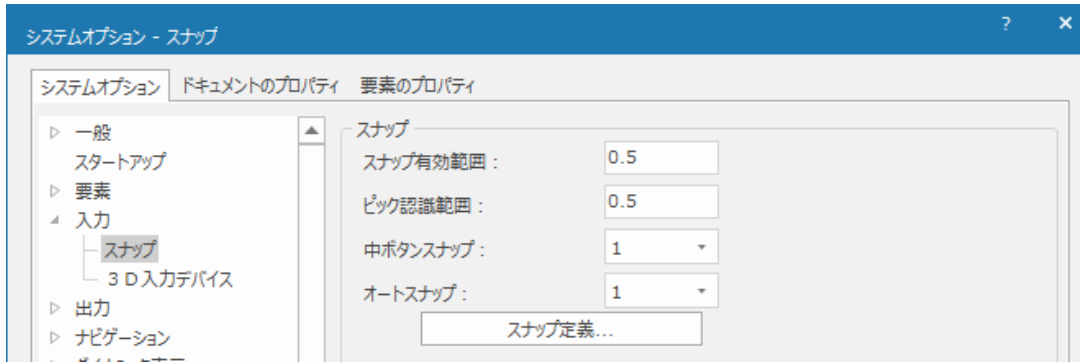 システムオプション - スナップ
? ×
システムオプション ドキュメントのプロパティ 要素のプロパティ
一般
スタートアップ
要素
入力
スナップ
3D入力デバイス
出力
ナビゲーション
スナップ
スナップ有効範囲: 0.5
ピック認識範囲: 0.5
中ボタンスナップ: 1
オートスナップ: 1
スナップ定義...